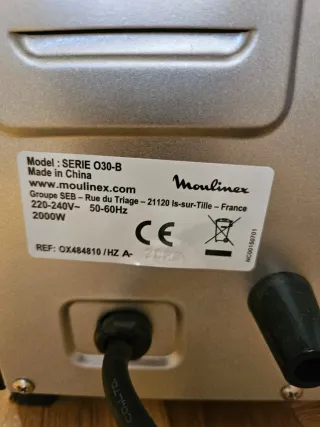 Model : SERIE O30-B
Made in China
www.moulinex.com
Moulinex
Groupe SEB – Rue du Triage – 21120 Is-sur-Tille – France
220-240V~ 50-60Hz
2000W
CE
REF: OX484810 / HZ A-
NC00150701